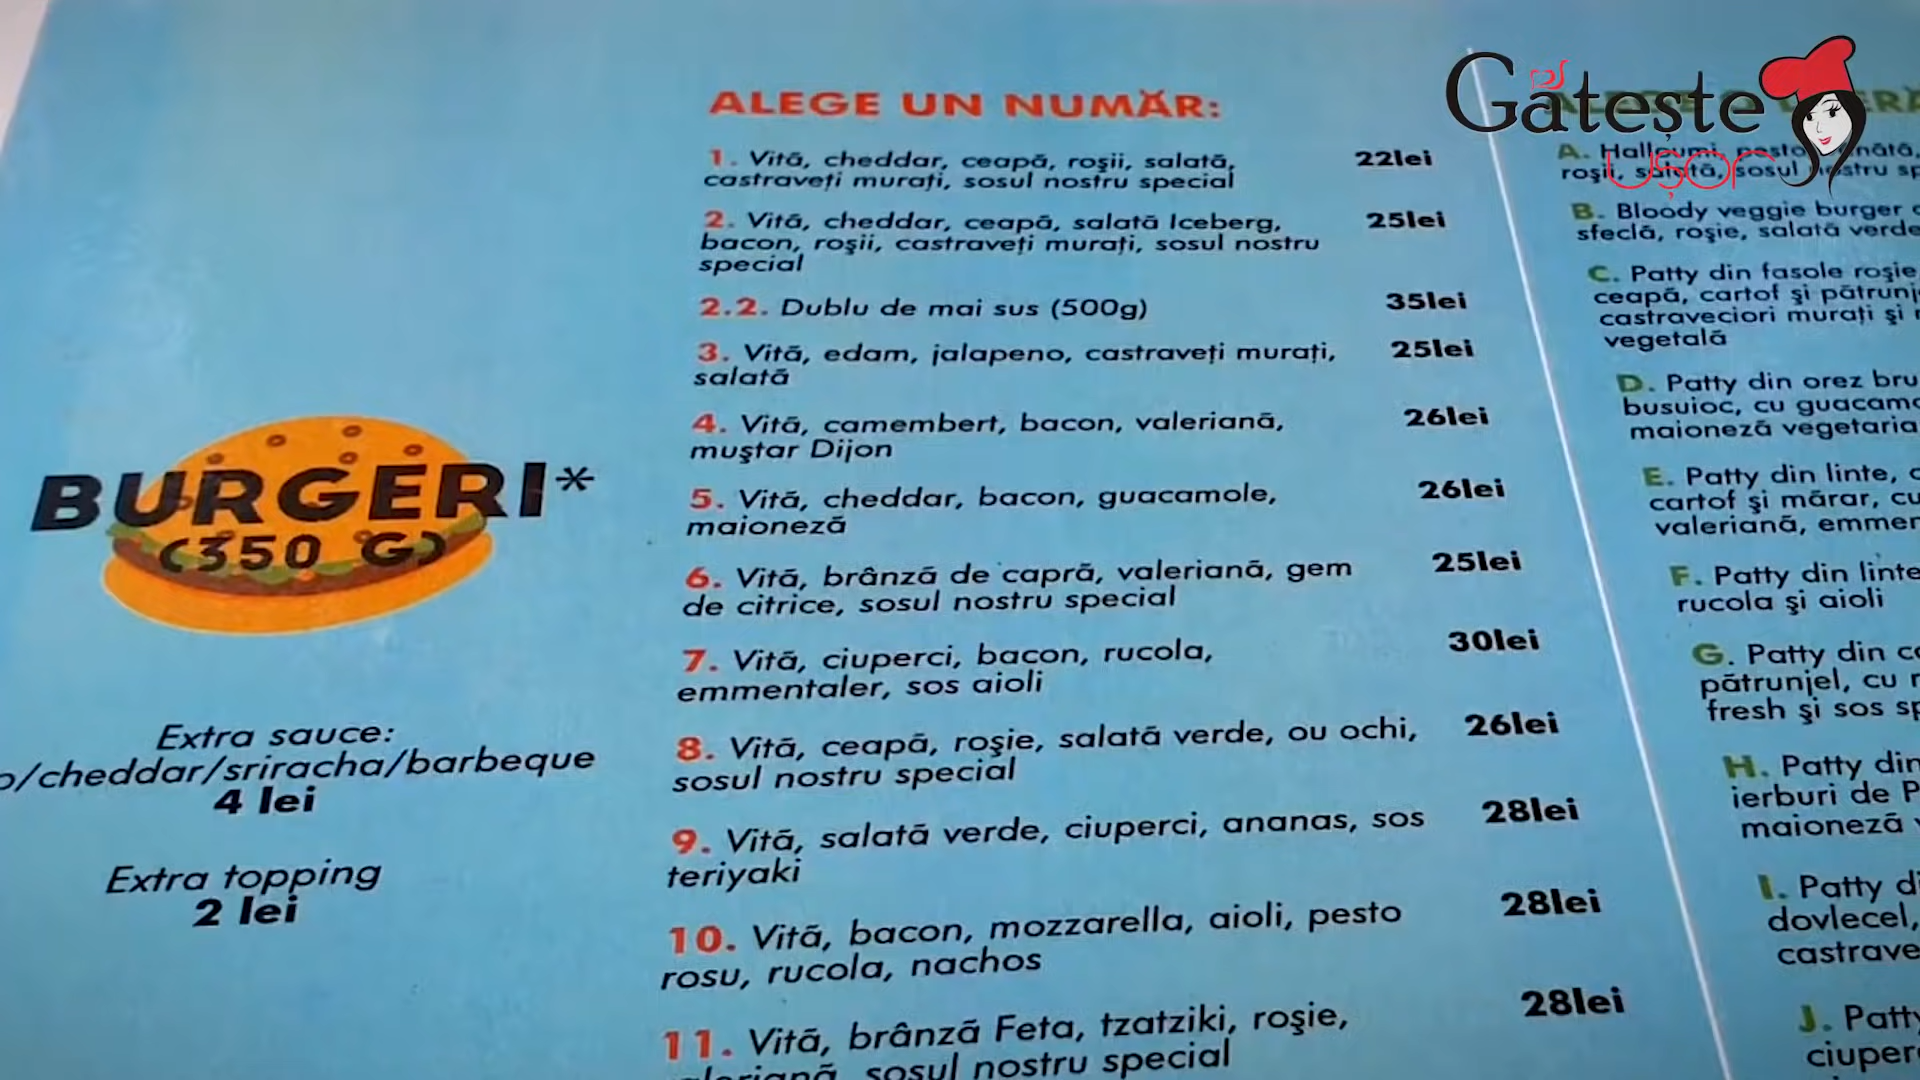 Gătește
Ușor
ALEGE UN NUMĂR:
1. Vită, cheddar, ceapă, roşii, salată, 22lei
castraveţi muraţi, sosul nostru special
2. Vită, cheddar, ceapă, salată Iceberg, 25lei
bacon, roşii, castraveţi muraţi, sosul nostru
special
2.2. Dublu de mai sus (500g) 35lei
3. Vită, edam, jalapeno, castraveţi muraţi, 25lei
salată
4. Vită, camembert, bacon, valeriană, 26lei
muştar Dijon
5. Vită, cheddar, bacon, guacamole, 26lei
maioneză
6. Vită, brânză de capră, valeriană, gem 25lei
de citrice, sosul nostru special
7. Vită, ciuperci, bacon, rucola, 30lei
emmentaler, sos aioli
8. Vită, ceapă, roşie, salată verde, ou ochi, 26lei
sosul nostru special
9. Vită, salată verde, ciuperci, ananas, sos 28lei
teriyaki
10. Vită, bacon, mozzarella, aioli, pesto 28lei
rosu, rucola, nachos
11. Vită, brânză Feta, tzatziki, roşie, 28lei
sosul nostru special
BURGERI*
(350 G)
Extra sauce:
/cheddar/sriracha/barbeque
4 lei
Extra topping
2 lei
A. Halloumi, pesto
roşii, salată, sosul nostru
B. Bloody veggie burger
sfeclă, roşie, salată verde
C. Patty din fasole roşie
ceapă, cartof şi
castraveciori muraţi şi
vegetală
D. Patty din orez
busuioc, cu
maioneză
E. Patty din linte,
cartof şi mărar, cu
valeriană,
F. Patty din linte
rucola şi aioli
G. Patty din
pătrunjel, cu
fresh şi sos
H. Patty din
ierburi de
maioneză
I. Patty
dovlecel,
J. Patty